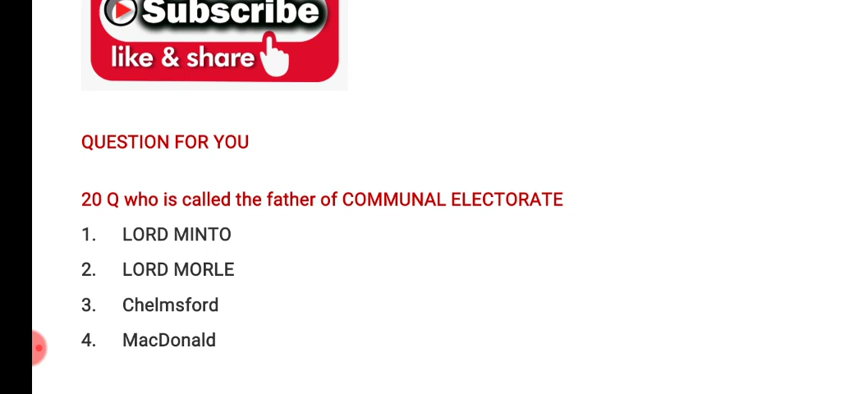 Subscribe
like & share
QUESTION FOR YOU
20 Q who is called the father of COMMUNAL ELECTORATE
1. LORD MINTO
2. LORD MORLE
3. Chelmsford
4. MacDonald